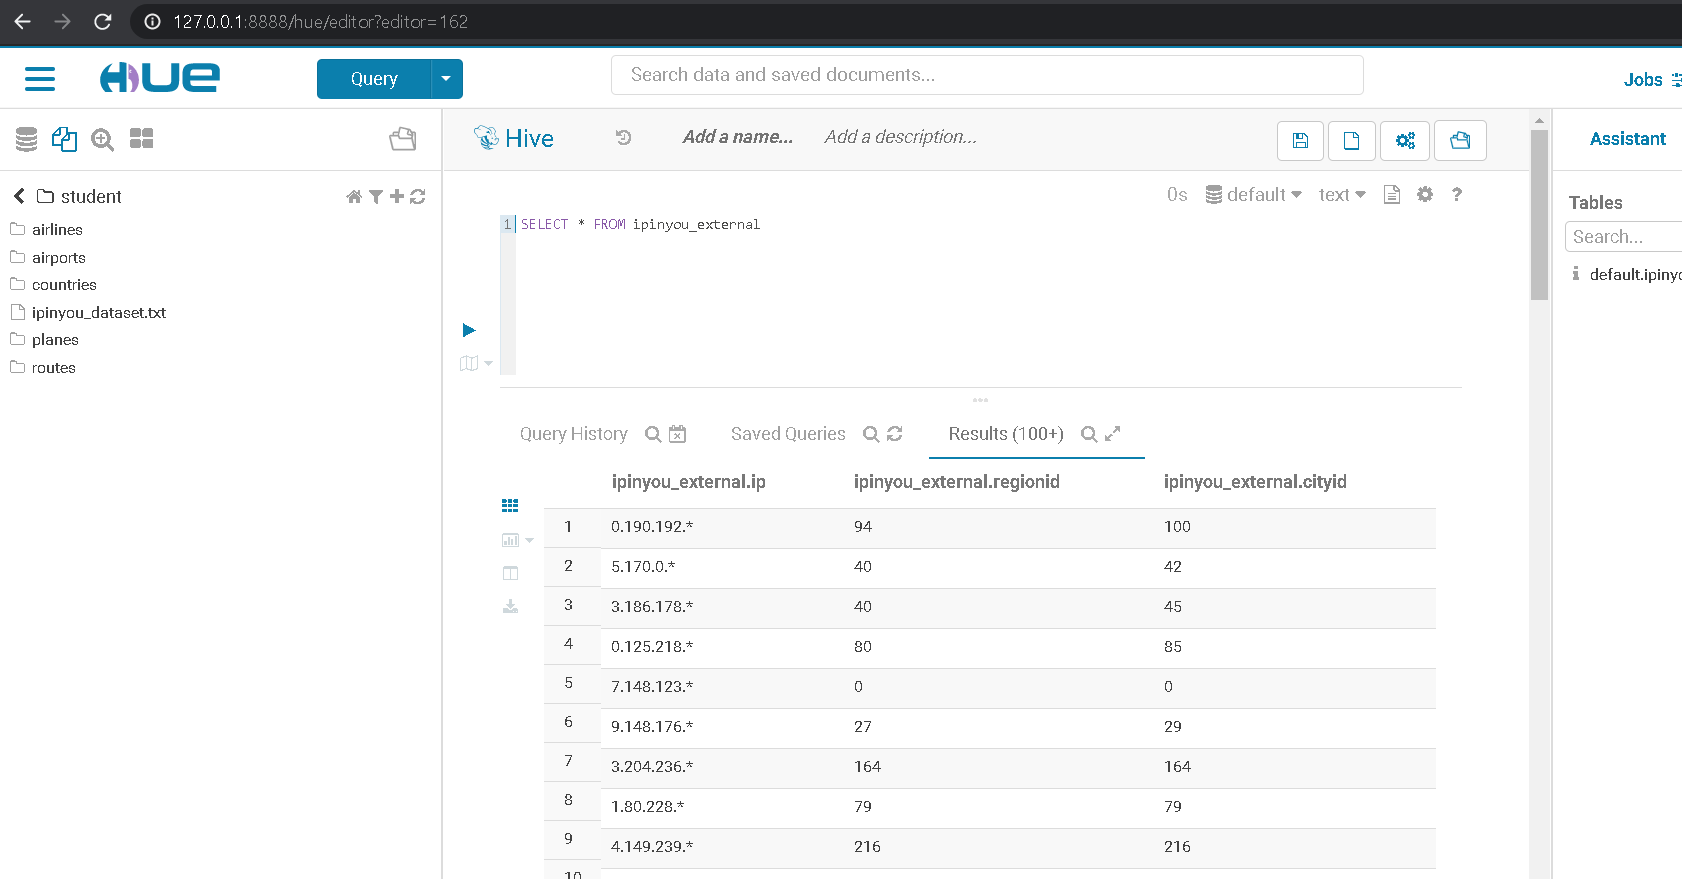 127.0.0.1:8888/hue/editor?editor=162
HUE
Query
Search data and saved documents...
Jobs
Hive
Add a name...
Add a description...
Assistant
student
airlines
airports
countries
ipinyou_dataset.txt
planes
routes
0s default text ?
1 SELECT * FROM ipinyou_external
Tables
Search...
default.ipinyo
Query History
Saved Queries
Results (100+)
ipinyou_external.ip ipinyou_external.regionid ipinyou_external.cityid
1 0.190.192.* 94 100
2 5.170.0.* 40 42
3 3.186.178.* 40 45
4 0.125.218.* 80 85
5 7.148.123.* 0 0
6 9.148.176.* 27 29
7 3.204.236.* 164 164
8 1.80.228.* 79 79
9 4.149.239.* 216 216
10